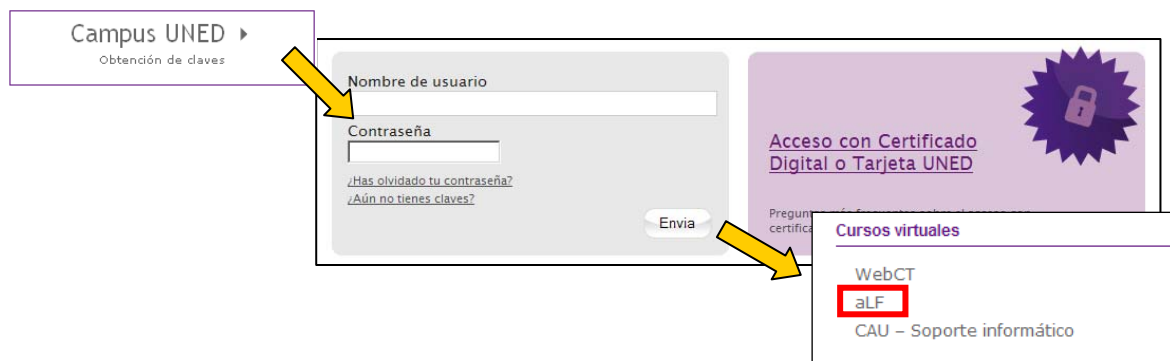 Campus UNED
Obtención de claves
Nombre de usuario
Contraseña
¿Has olvidado tu contraseña?
¿Aún no tienes claves?
Envia
Acceso con Certificado
Digital o Tarjeta UNED
Cursos virtuales
WebCT
aLF
CAU – Soporte informático